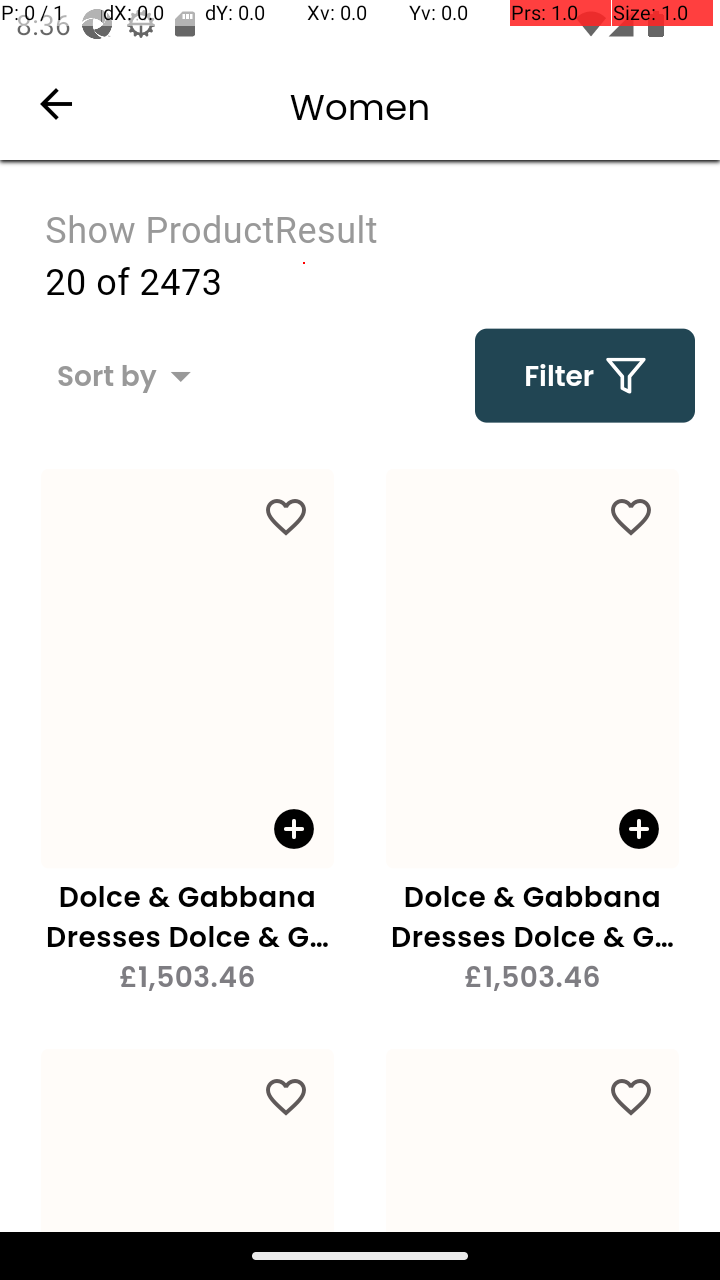 P: 0 / 1 dX: 0.0 dY: 0.0 Xv: 0.0 Yv: 0.0 Prs: 1.0 Size: 1.0
8:36
Women
Show ProductResult
20 of 2473
Sort by
Filter
Dolce & Gabbana Dolce & Gabbana
Dresses Dolce & G... Dresses Dolce & G...
£1,503.46 £1,503.46